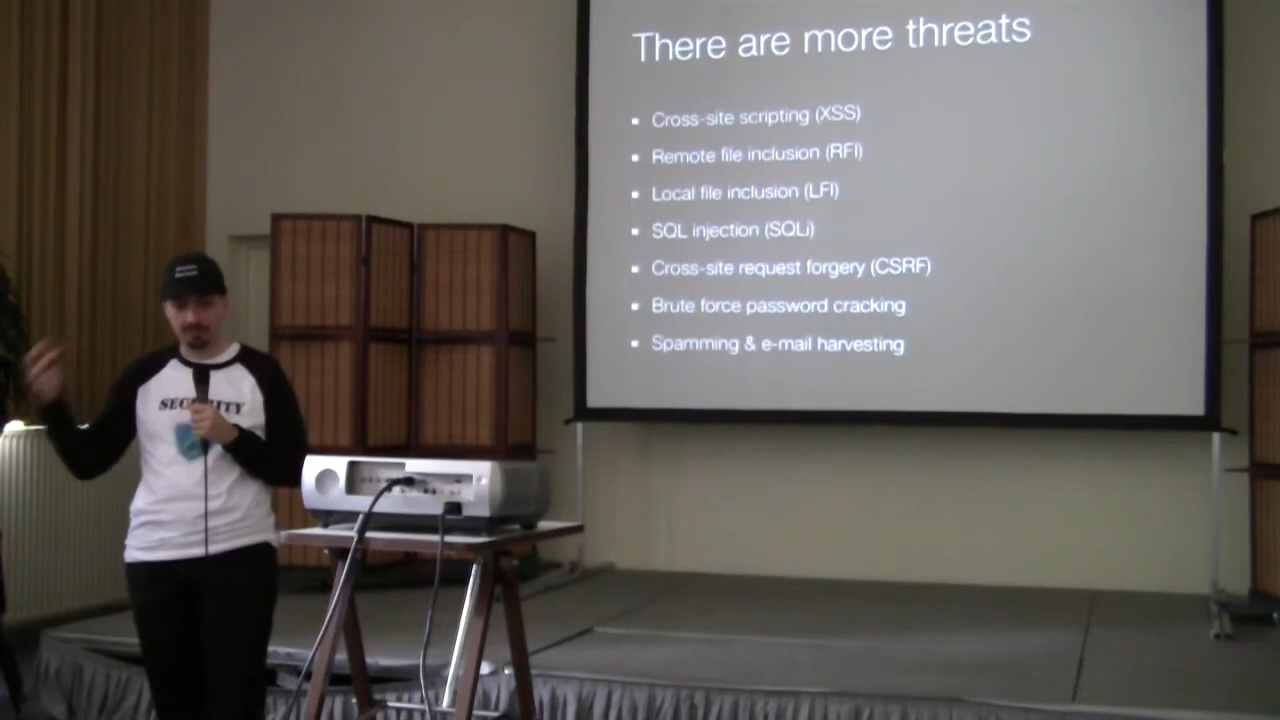 There are more threats
Cross-site scripting (XSS)
Remote file inclusion (RFI)
Local file inclusion (LFI)
SQL injection (SQLi)
Cross-site request forgery (CSRF)
Brute force password cracking
Spamming & e-mail harvesting